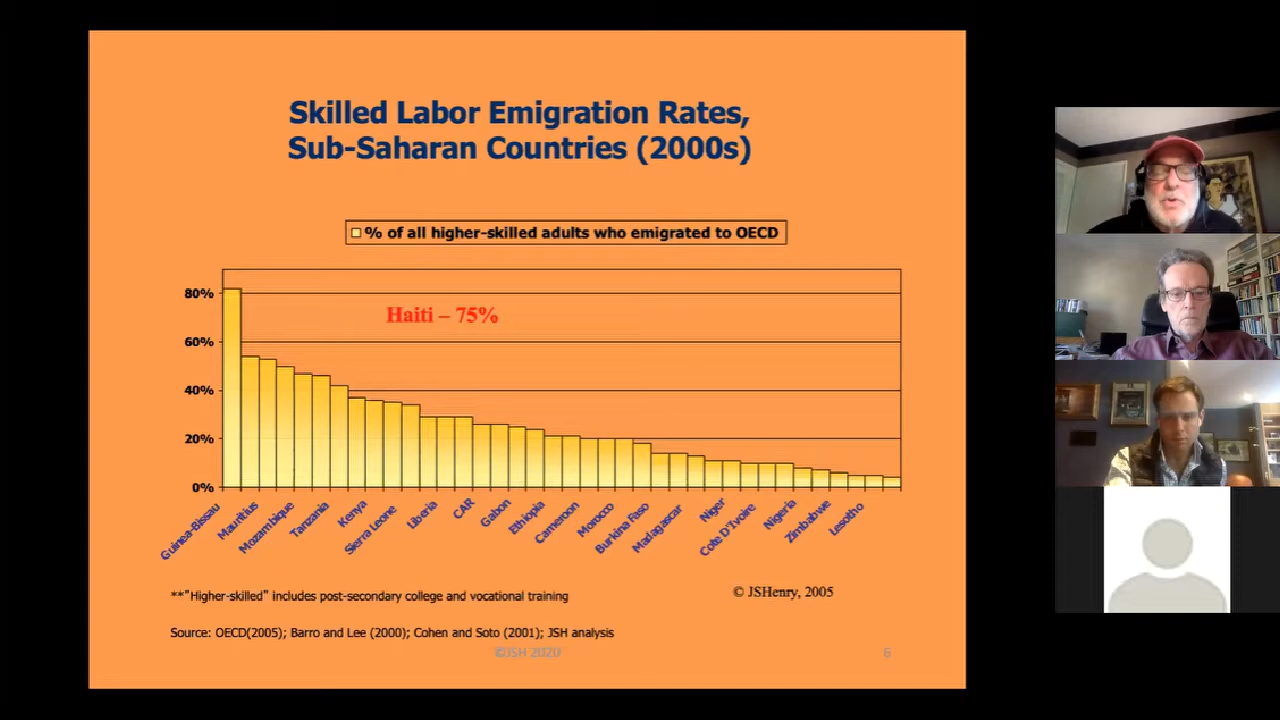 Skilled Labor Emigration Rates,
Sub-Saharan Countries (2000s)
% of all higher-skilled adults who emigrated to OECD
80%
Haiti – 75%
60%
40%
20%
0%
Guinea-Bissau
Mauritius
Mozambique
Tanzania
Kenya
Sierra Leone
Liberia
CAR
Gabon
Ethiopia
Cameroon
Morocco
Burkina Faso
Madagascar
Niger
Cote D'Ivoire
Nigeria
Zimbabwe
Lesotho
**"Higher-skilled" includes post-secondary college and vocational training
© JSHenry, 2005
Source: OECD(2005); Barro and Lee (2000); Cohen and Soto (2001); JSH analysis
©JSH 2020
6